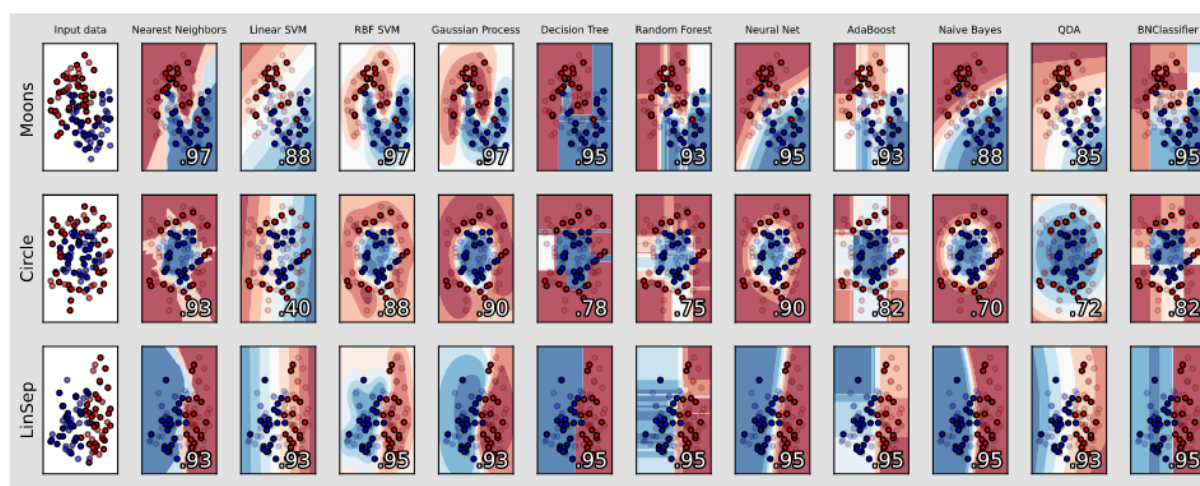 Input data Nearest Neighbors Linear SVM RBF SVM Gaussian Process Decision Tree Random Forest Neural Net AdaBoost Naive Bayes QDA BNClassifier
Moons
.97 .88 .97 .97 .95 .93 .95 .93 .88 .85 .95
Circle
.93 .40 .88 .90 .78 .75 .90 .82 .70 .72 .82
LinSep
.93 .93 .95 .93 .95 .95 .95 .95 .95 .93 .95